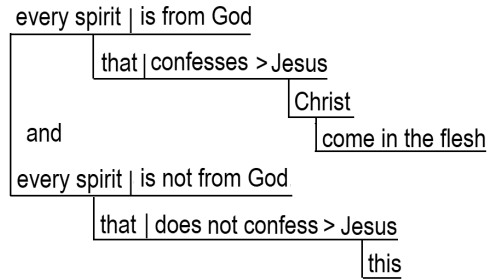 every spirit | is from God
that | confesses > Jesus
Christ
come in the flesh
and
every spirit | is not from God
that | does not confess > Jesus
this